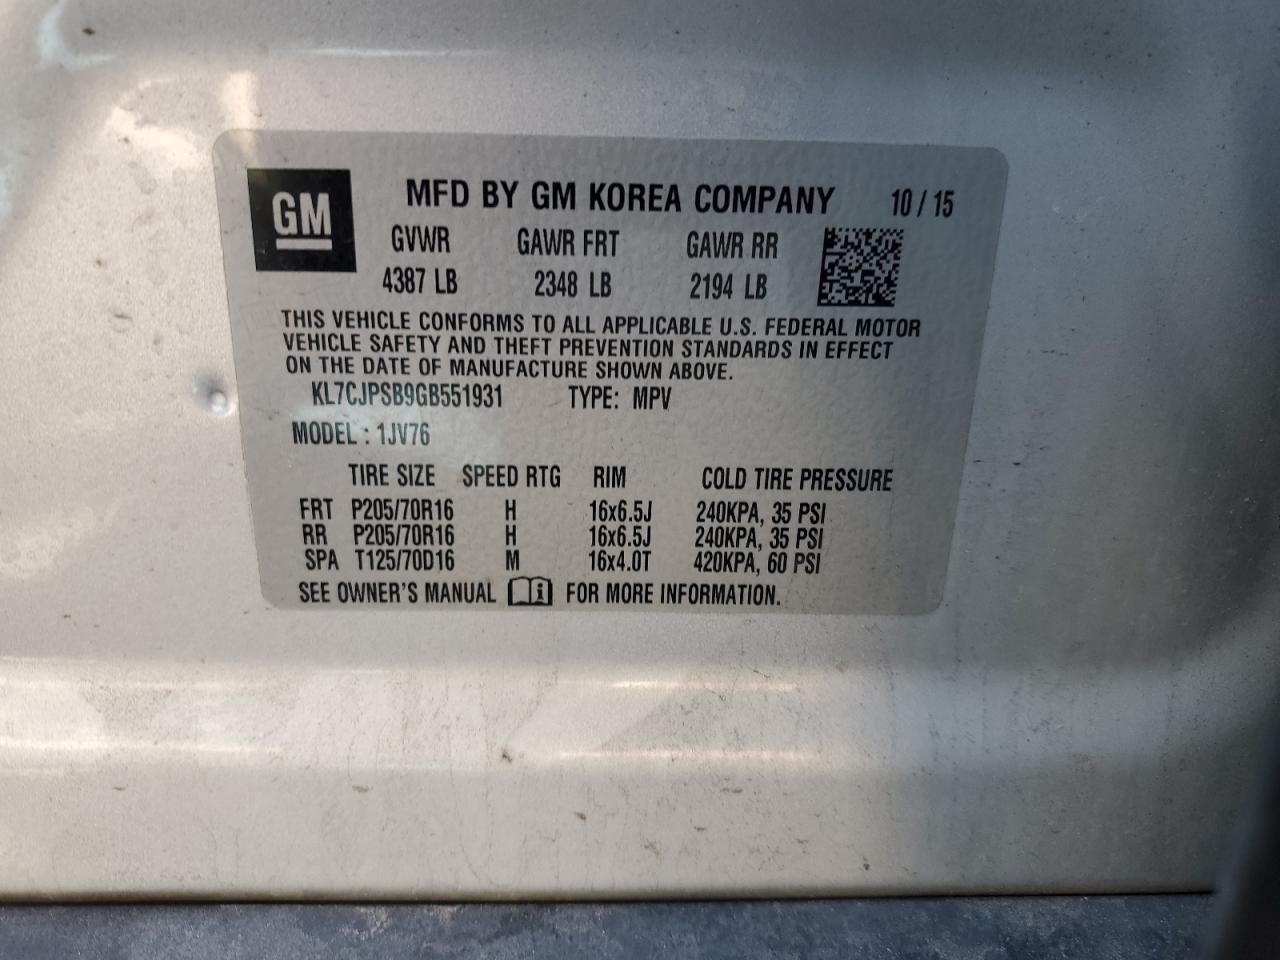 GM
MFD BY GM KOREA COMPANY 10 / 15
GVWR GAWR FRT GAWR RR
4387 LB 2348 LB 2194 LB
THIS VEHICLE CONFORMS TO ALL APPLICABLE U.S. FEDERAL MOTOR
VEHICLE SAFETY AND THEFT PREVENTION STANDARDS IN EFFECT
ON THE DATE OF MANUFACTURE SHOWN ABOVE.
KL7CJPSB9GB551931 TYPE: MPV
MODEL : 1JV76
TIRE SIZE SPEED RTG RIM COLD TIRE PRESSURE
FRT P205/70R16 H 16x6.5J 240KPA, 35 PSI
RR P205/70R16 H 16x6.5J 240KPA, 35 PSI
SPA T125/70D16 M 16x4.0T 420KPA, 60 PSI
SEE OWNER'S MANUAL i FOR MORE INFORMATION.